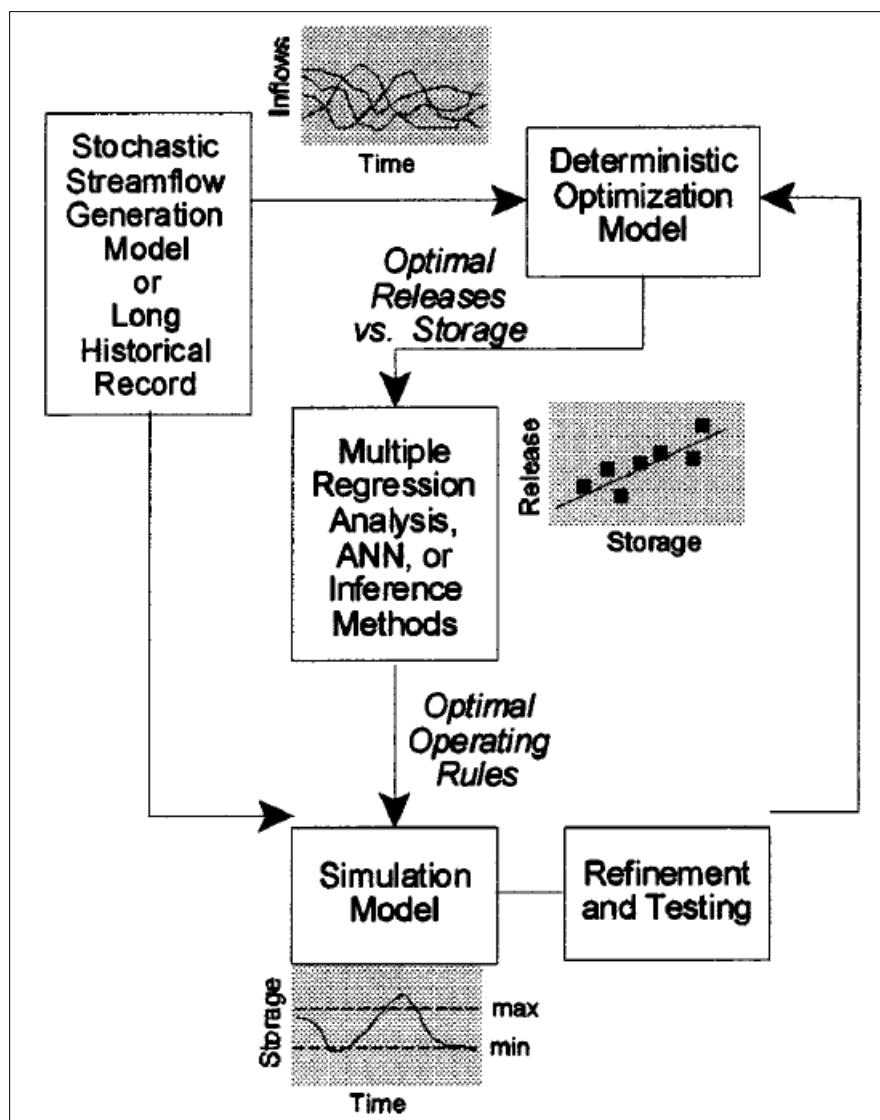 Inflows
Time
Stochastic
Streamflow
Generation
Model
or
Long
Historical
Record
Deterministic
Optimization
Model
Optimal
Releases
vs. Storage
Multiple
Regression
Analysis,
ANN, or
Inference
Methods
Release
Storage
Optimal
Operating
Rules
Simulation
Model
Refinement
and Testing
Storage
max
min
Time